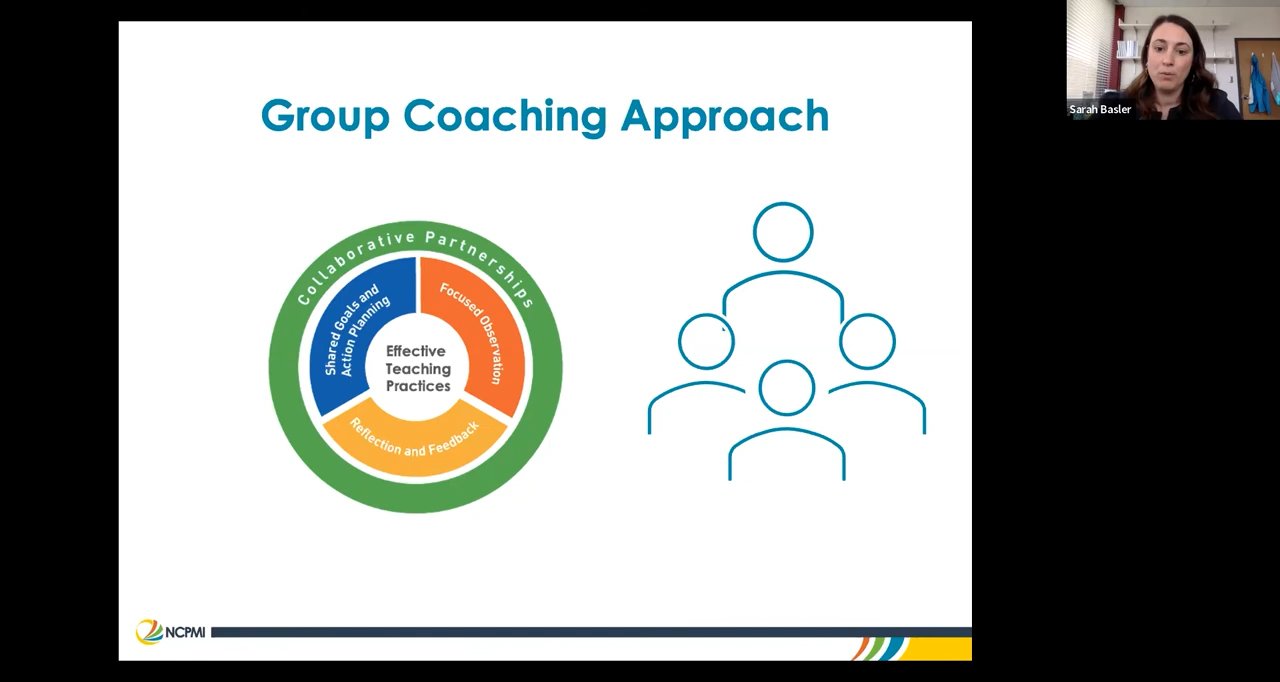 Group Coaching Approach
Collaborative Partnerships
Shared Goals and
Action Planning
Focused Observation
Effective
Teaching
Practices
Reflection and Feedback
NCPMI
Sarah Basler